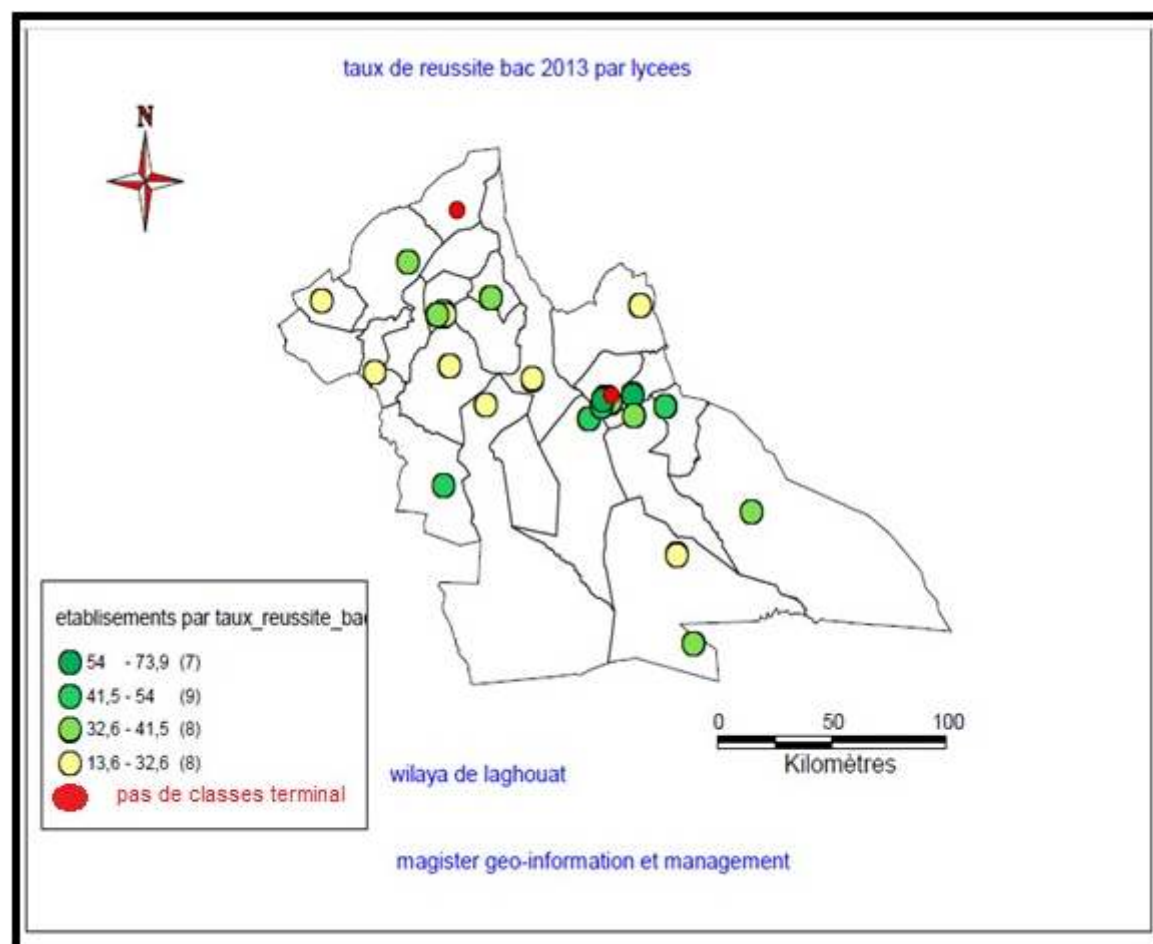 taux de reussite bac 2013 par lycees
N
etablisements par taux_reussite_bac
54 - 73,9 (7)
41,5 - 54 (9)
32,6 - 41,5 (8)
13,6 - 32,6 (8)
pas de classes terminal
0 50 100
Kilomètres
wilaya de laghouat
magister geo-information et management